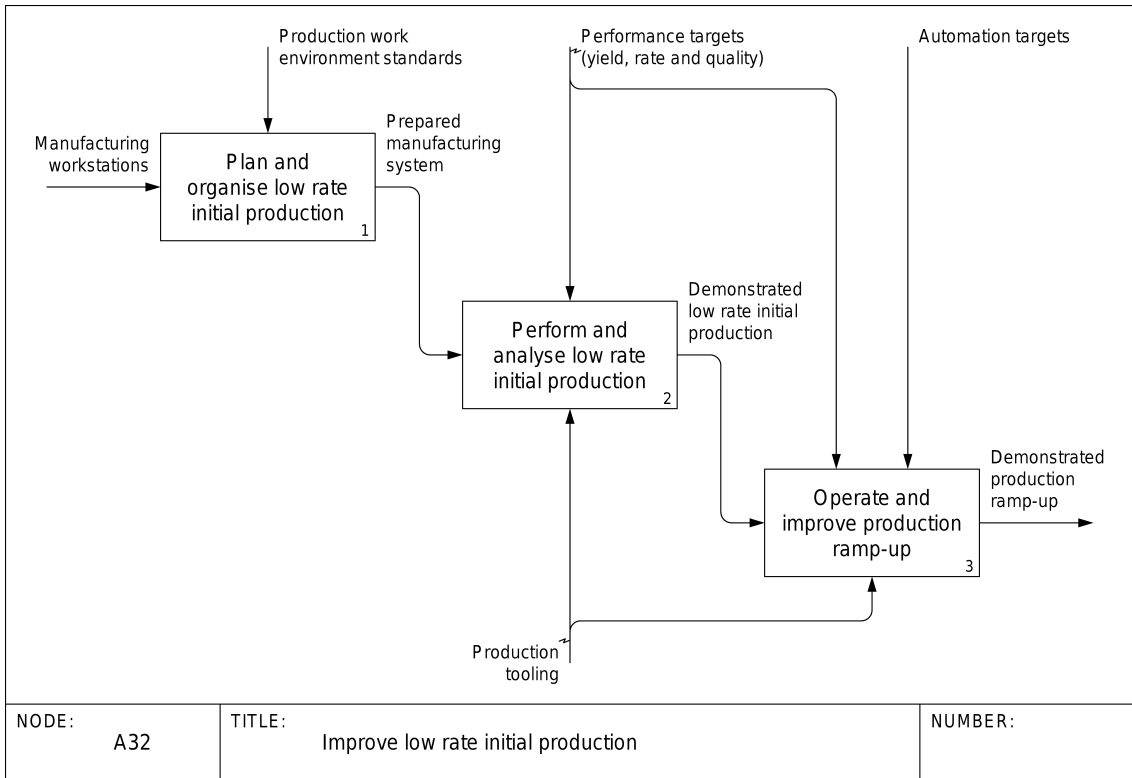 Production work
environment standards
Performance targets
(yield, rate and quality)
Automation targets
Manufacturing
workstations
Prepared
manufacturing
system
Plan and
organise low rate
initial production
1
Demonstrated
low rate initial
production
Perform and
analyse low rate
initial production
2
Demonstrated
production
ramp-up
Operate and
improve production
ramp-up
3
Production
tooling
NODE:
A32
TITLE:
Improve low rate initial production
NUMBER: